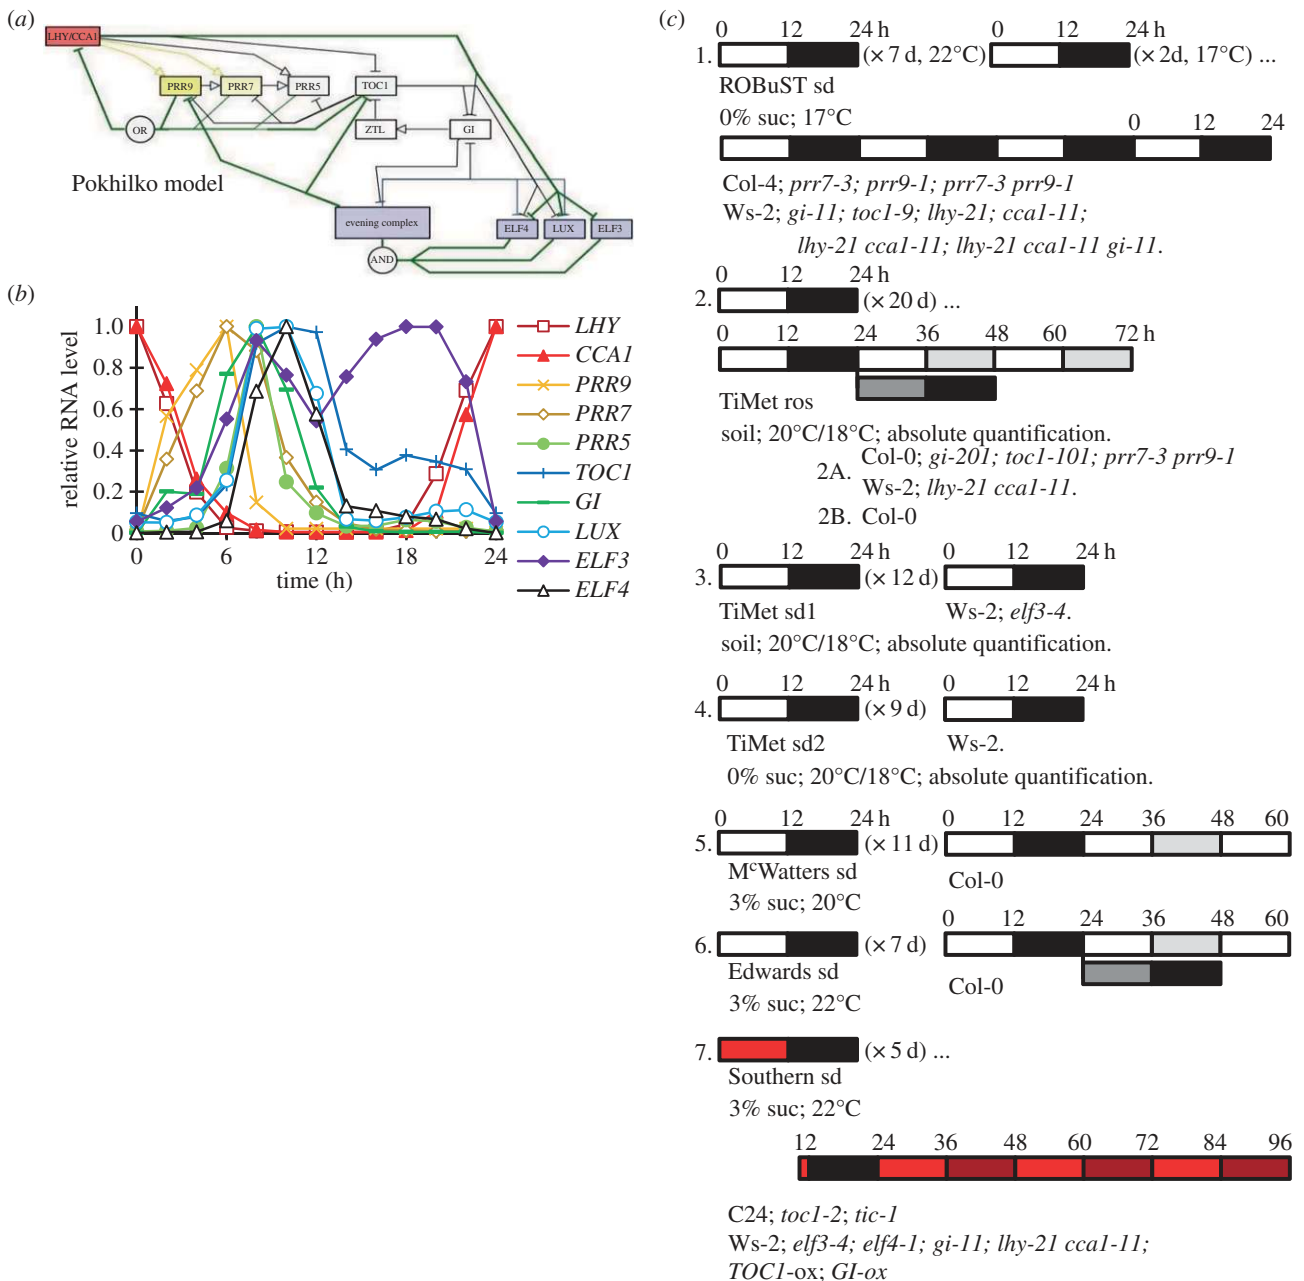 (a)
LHY/CCA1
PRR9
PRR7
PRR5
TOC1
OR
ZTL
GI
Pokhilko model
evening complex
ELF4
LUX
ELF3
AND
(b)
relative RNA level
1.0
0.8
0.6
0.4
0.2
0
0 6 12 18 24
time (h)
LHY
CCA1
PRR9
PRR7
PRR5
TOC1
GI
LUX
ELF3
ELF4
(c)
0 12 24 h 0 12 24 h
1. (× 7 d, 22°C) (× 2d, 17°C) ...
ROBuST sd
0% suc; 17°C
0 12 24
Col-4; prr7-3; prr9-1; prr7-3 prr9-1
Ws-2; gi-11; toc1-9; lhy-21; cca1-11;
lhy-21 cca1-11; lhy-21 cca1-11 gi-11.
0 12 24 h
2. (× 20 d) ...
0 12 24 36 48 60 72 h
TiMet ros
soil; 20°C/18°C; absolute quantification.
2A. Col-0; gi-201; toc1-101; prr7-3 prr9-1
Ws-2; lhy-21 cca1-11.
2B. Col-0
0 12 24 h 0 12 24 h
3. (× 12 d)
TiMet sd1 Ws-2; elf3-4.
soil; 20°C/18°C; absolute quantification.
0 12 24 h 0 12 24 h
4. (× 9 d)
TiMet sd2 Ws-2.
0% suc; 20°C/18°C; absolute quantification.
0 12 24 h 0 12 24 36 48 60
5. (× 11 d)
McWatters sd Col-0
3% suc; 20°C
0 12 24 36 48 60
6. (× 7 d)
Edwards sd Col-0
3% suc; 22°C
7. (× 5 d) ...
Southern sd
3% suc; 22°C
12 24 36 48 60 72 84 96
C24; toc1-2; tic-1
Ws-2; elf3-4; elf4-1; gi-11; lhy-21 cca1-11;
TOC1-ox; GI-ox